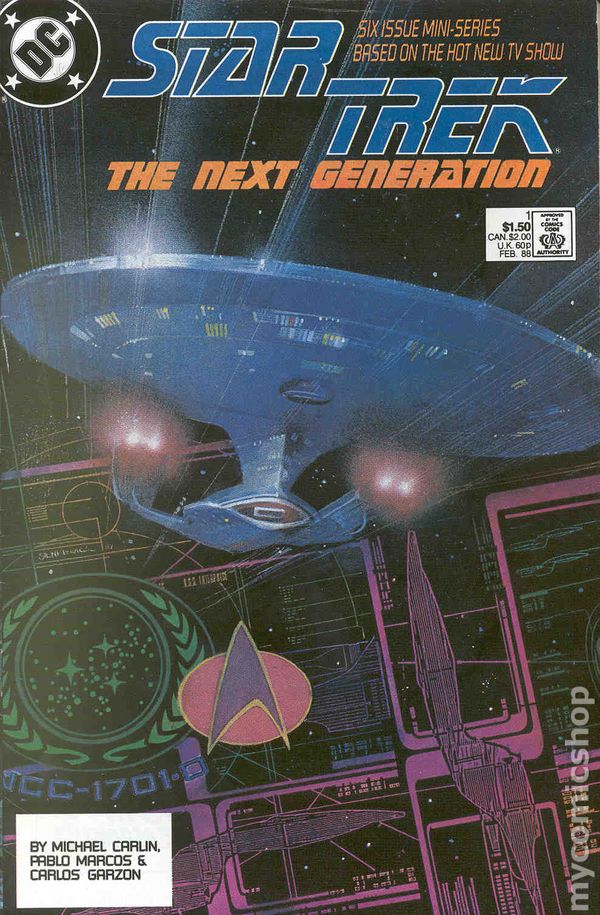 DC
STAR
TREK
SIX ISSUE MINI-SERIES
BASED ON THE HOT NEW TV SHOW
THE NEXT GENERATION
1
$1.50
CAN. $2.00
U.K. 60p
FEB. 88
APPROVED
BY THE
COMICS
CODE
AUTHORITY
U.S.S. ENTERPRISE
NCC-1701-D
BY MICHAEL CARLIN,
PABLO MARCOS &
CARLOS GARZON
mycomicshop